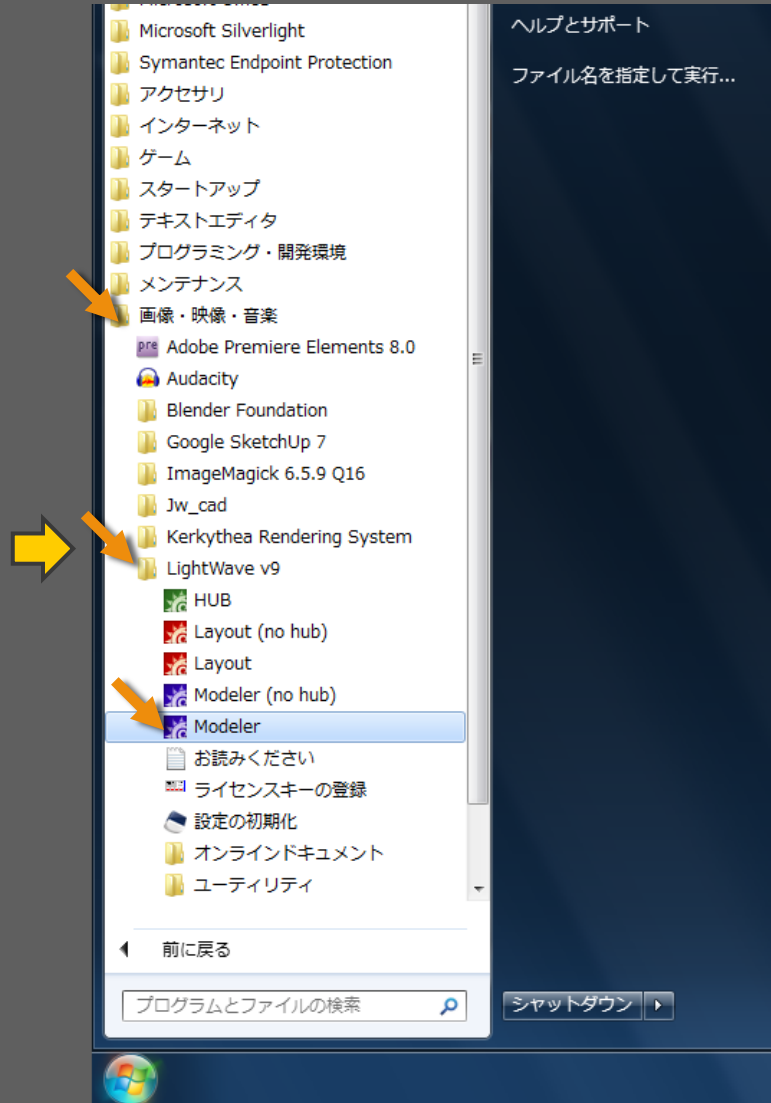 Microsoft Silverlight
Symantec Endpoint Protection
アクセサリ
インターネット
ゲーム
スタートアップ
テキストエディタ
プログラミング・開発環境
メンテナンス
画像・映像・音楽
pre Adobe Premiere Elements 8.0
Audacity
Blender Foundation
Google SketchUp 7
ImageMagick 6.5.9 Q16
Jw_cad
Kerkythea Rendering System
LightWave v9
HUB
Layout (no hub)
Layout
Modeler (no hub)
Modeler
お読みください
ライセンスキーの登録
設定の初期化
オンラインドキュメント
ユーティリティ
前に戻る
プログラムとファイルの検索
ヘルプとサポート
ファイル名を指定して実行...
シャットダウン